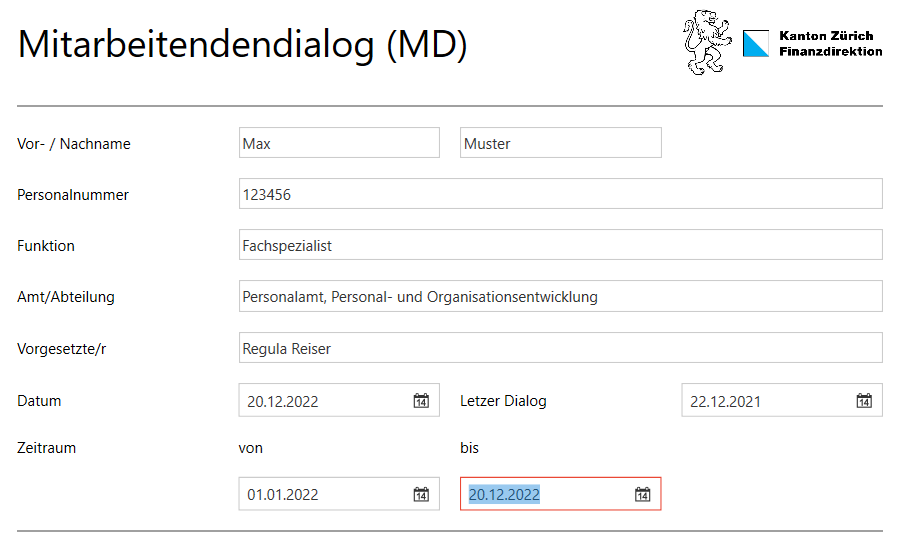 Mitarbeitendendialog (MD)
Kanton Zürich
Finanzdirektion
Vor- / Nachname Max Muster
Personalnummer 123456
Funktion Fachspezialist
Amt/Abteilung Personalamt, Personal- und Organisationsentwicklung
Vorgesetzte/r Regula Reiser
Datum 20.12.2022 14 Letzer Dialog 22.12.2021 14
Zeitraum von bis
01.01.2022 14 20.12.2022 14